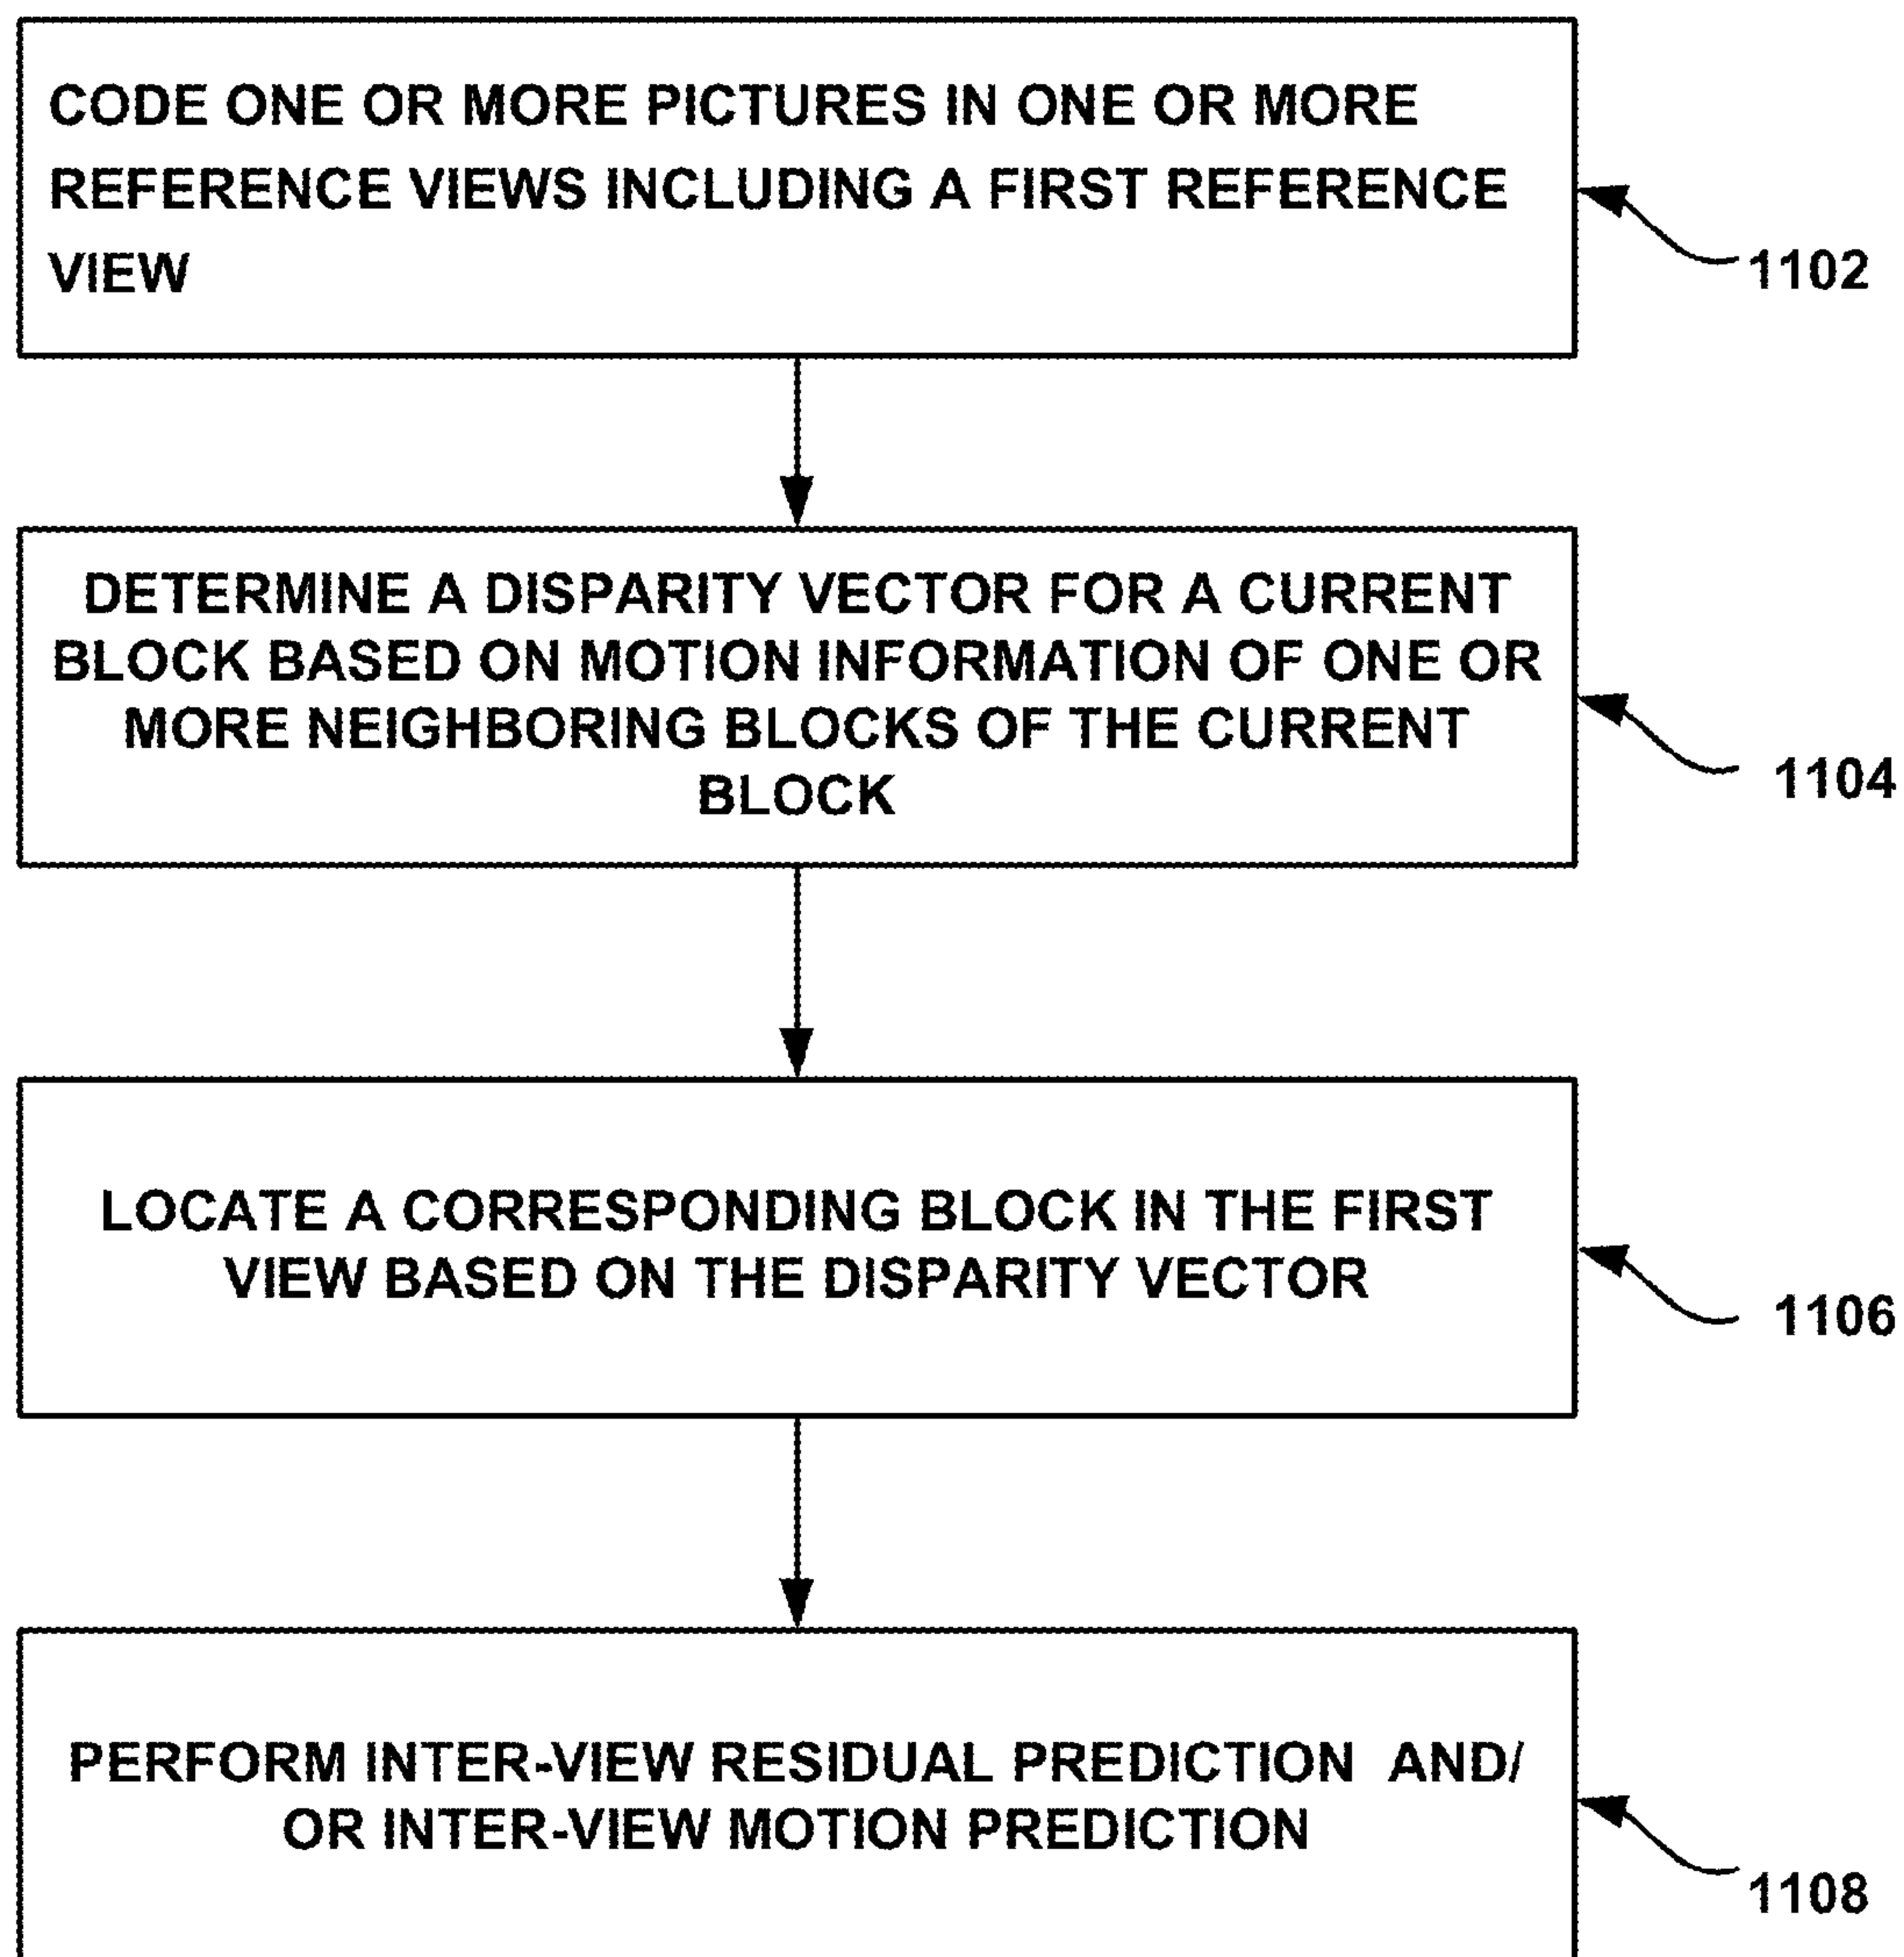 CODE ONE OR MORE PICTURES IN ONE OR MORE
REFERENCE VIEWS INCLUDING A FIRST REFERENCE
VIEW
1102
DETERMINE A DISPARITY VECTOR FOR A CURRENT
BLOCK BASED ON MOTION INFORMATION OF ONE OR
MORE NEIGHBORING BLOCKS OF THE CURRENT
BLOCK
1104
LOCATE A CORRESPONDING BLOCK IN THE FIRST
VIEW BASED ON THE DISPARITY VECTOR
1106
PERFORM INTER-VIEW RESIDUAL PREDICTION AND/
OR INTER-VIEW MOTION PREDICTION
1108